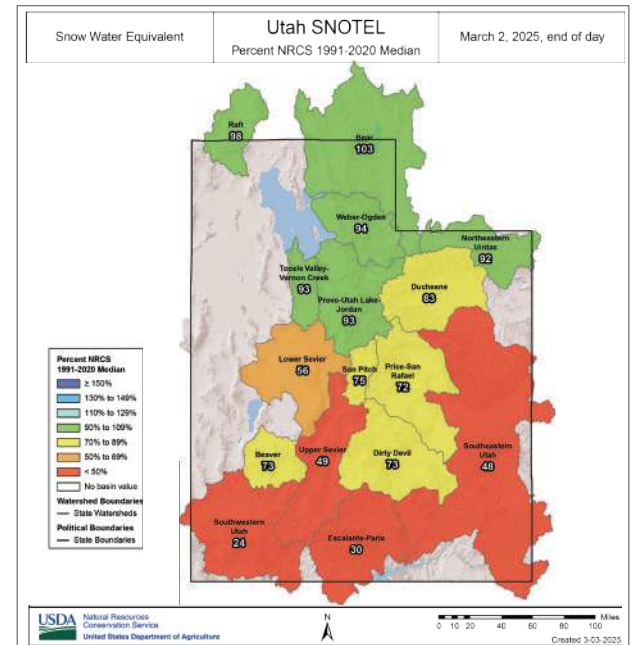 Snow Water Equivalent
Utah SNOTEL
Percent NRCS 1991-2020 Median
March 2, 2025, end of day
Raft
98
Bear
103
Weber-Ogden
94
Northeastern
Uintas
92
Tooele Valley-
Vernon Creek
93
Provo-Utah Lake-
Jordan
93
Duchesne
83
Lower Sevier
56
San Pitch
75
Price-San
Rafael
72
Beaver
73
Upper Sevier
49
Dirty Devil
73
Southeastern
Utah
48
Southwestern
Utah
24
Escalante-Paria
30
Percent NRCS
1991-2020 Median
≥ 150%
130% to 149%
110% to 129%
90% to 109%
70% to 89%
50% to 69%
< 50%
No basin value
Watershed Boundaries
State Watersheds
Political Boundaries
State Boundaries
USDA
Natural Resources
Conservation Service
United States Department of Agriculture
N
Miles
0 10 20 40 60 80 100
Created 3-03-2025